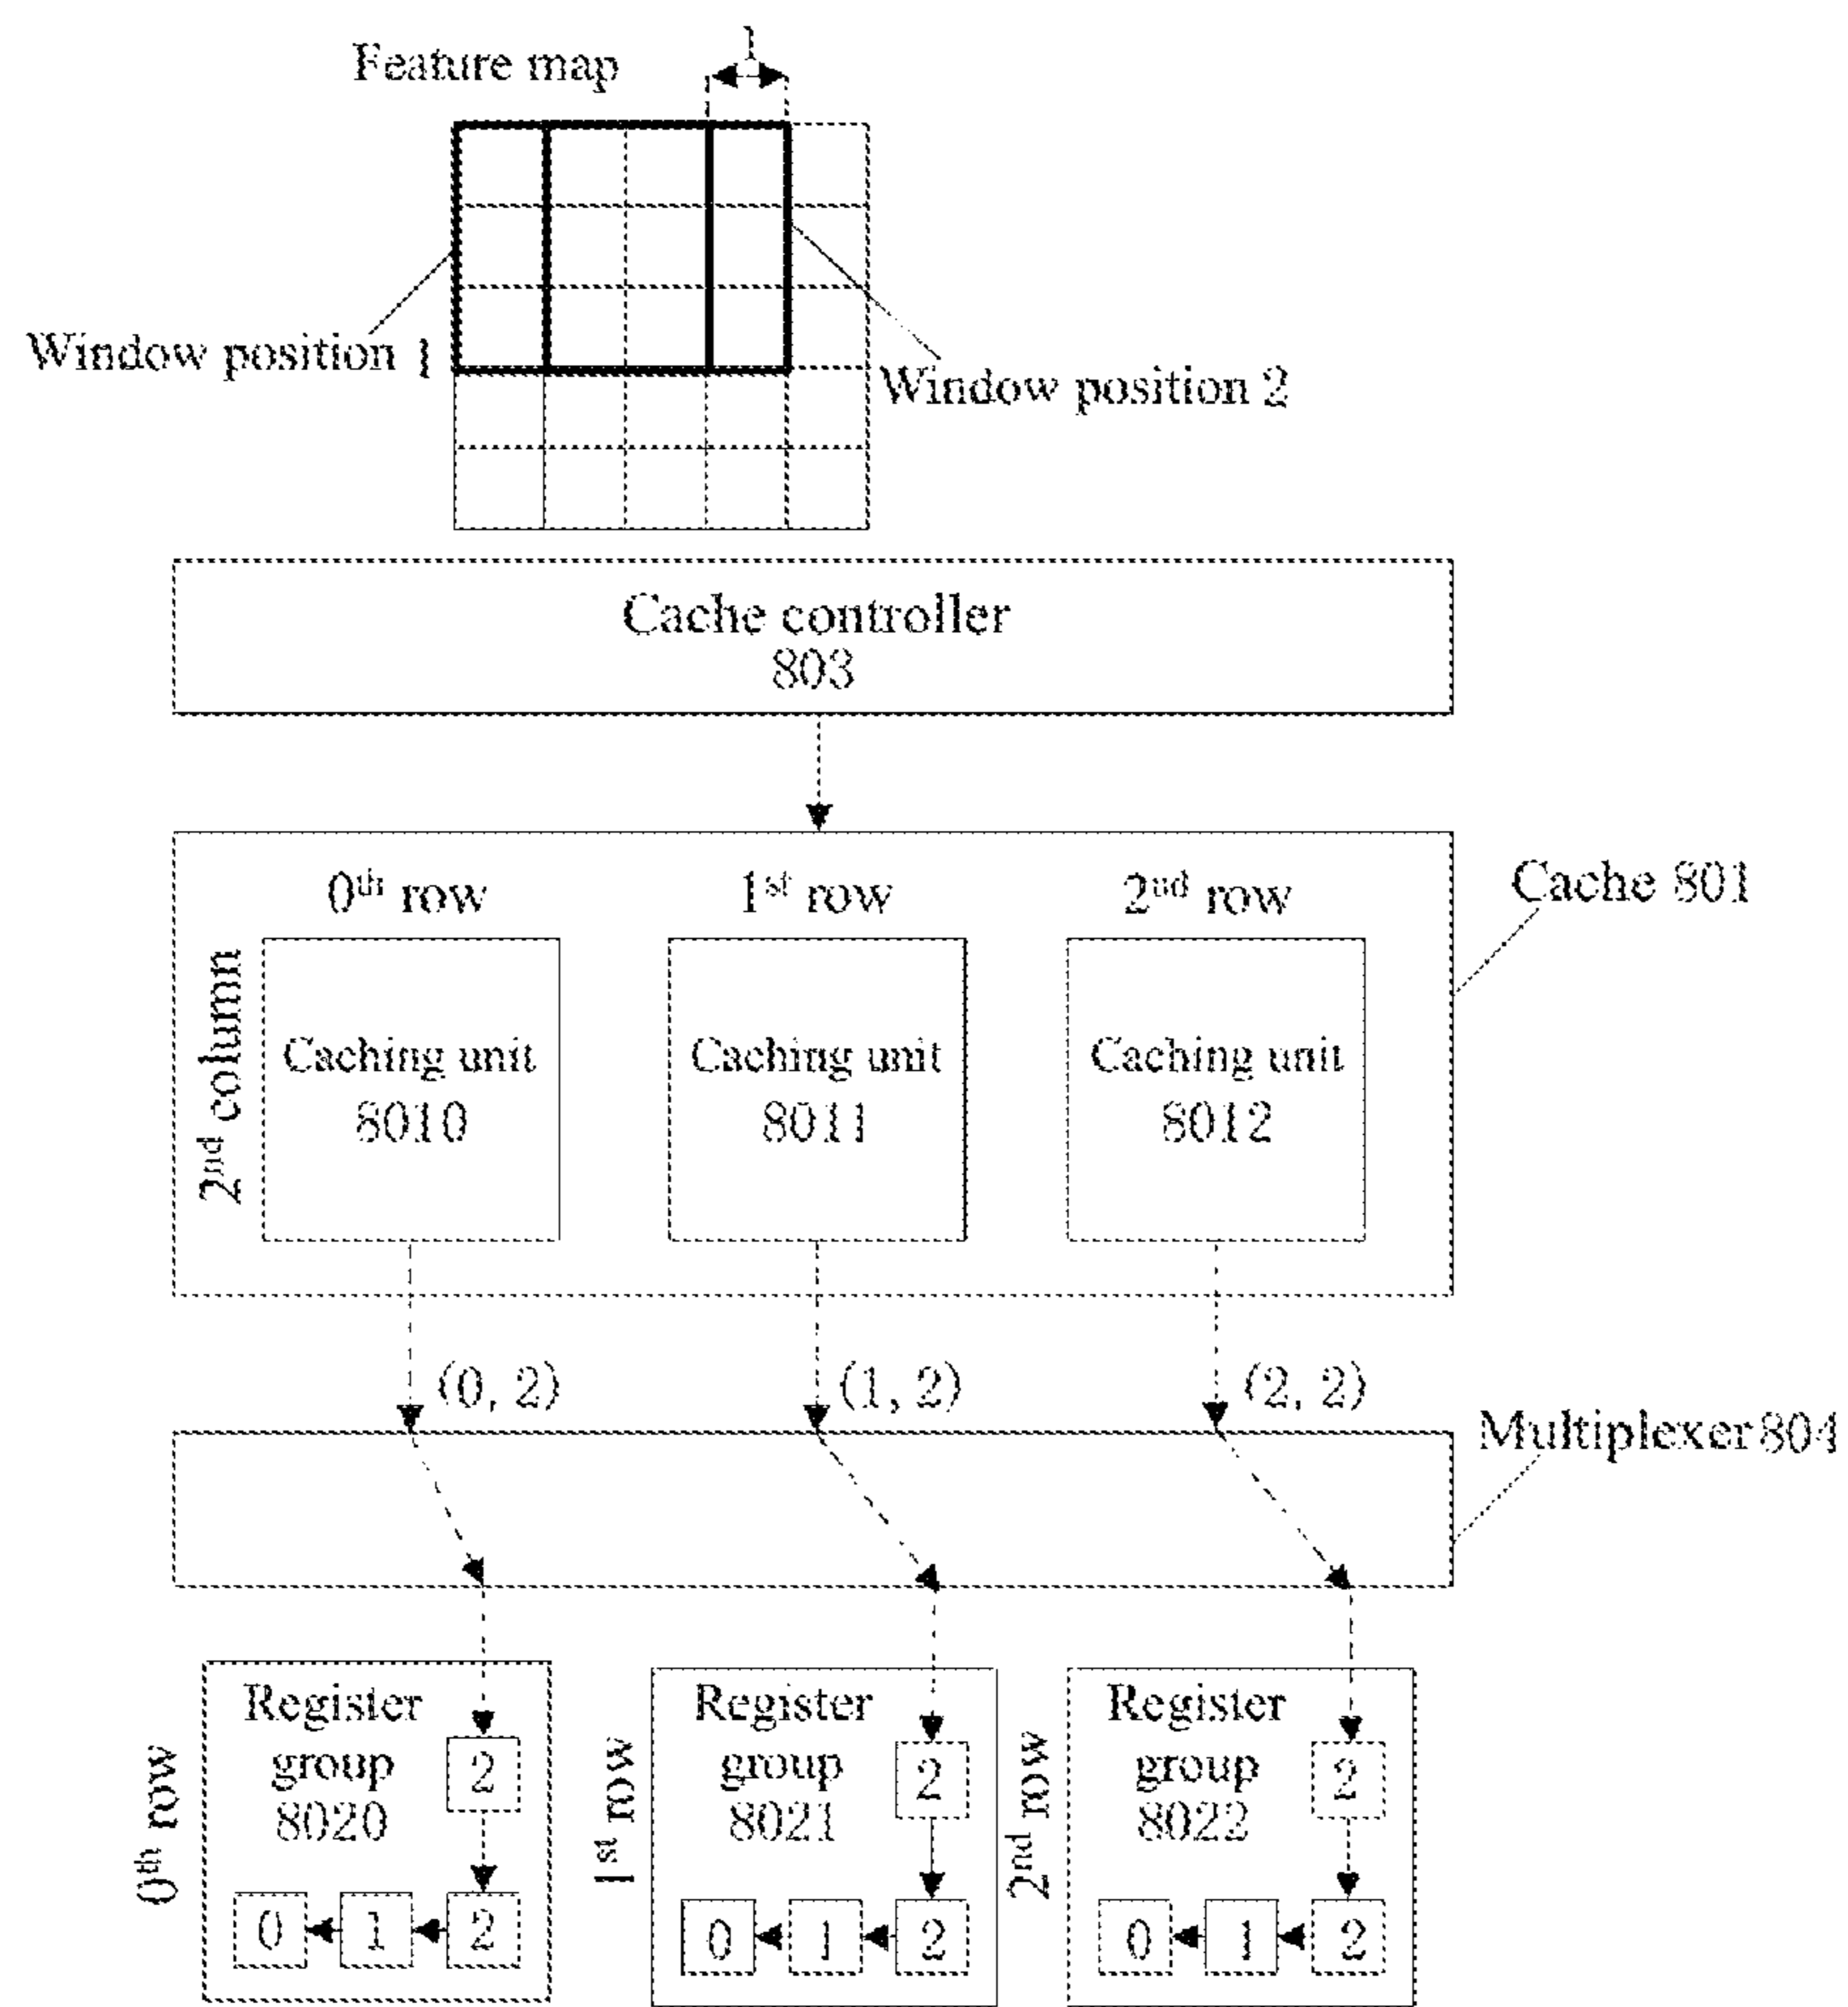 1
Feature map
Window position 1
Window position 2
Cache controller
803
0th row
1st row
2nd row
Cache 801
2nd column
Caching unit
8010
Caching unit
8011
Caching unit
8012
(0, 2)
(1, 2)
(2, 2)
Multiplexer 804
0th row
Register
group
8020
2
0
1
2
1st row
Register
group
8021
2
0
1
2
2nd row
Register
group
8022
2
0
1
2